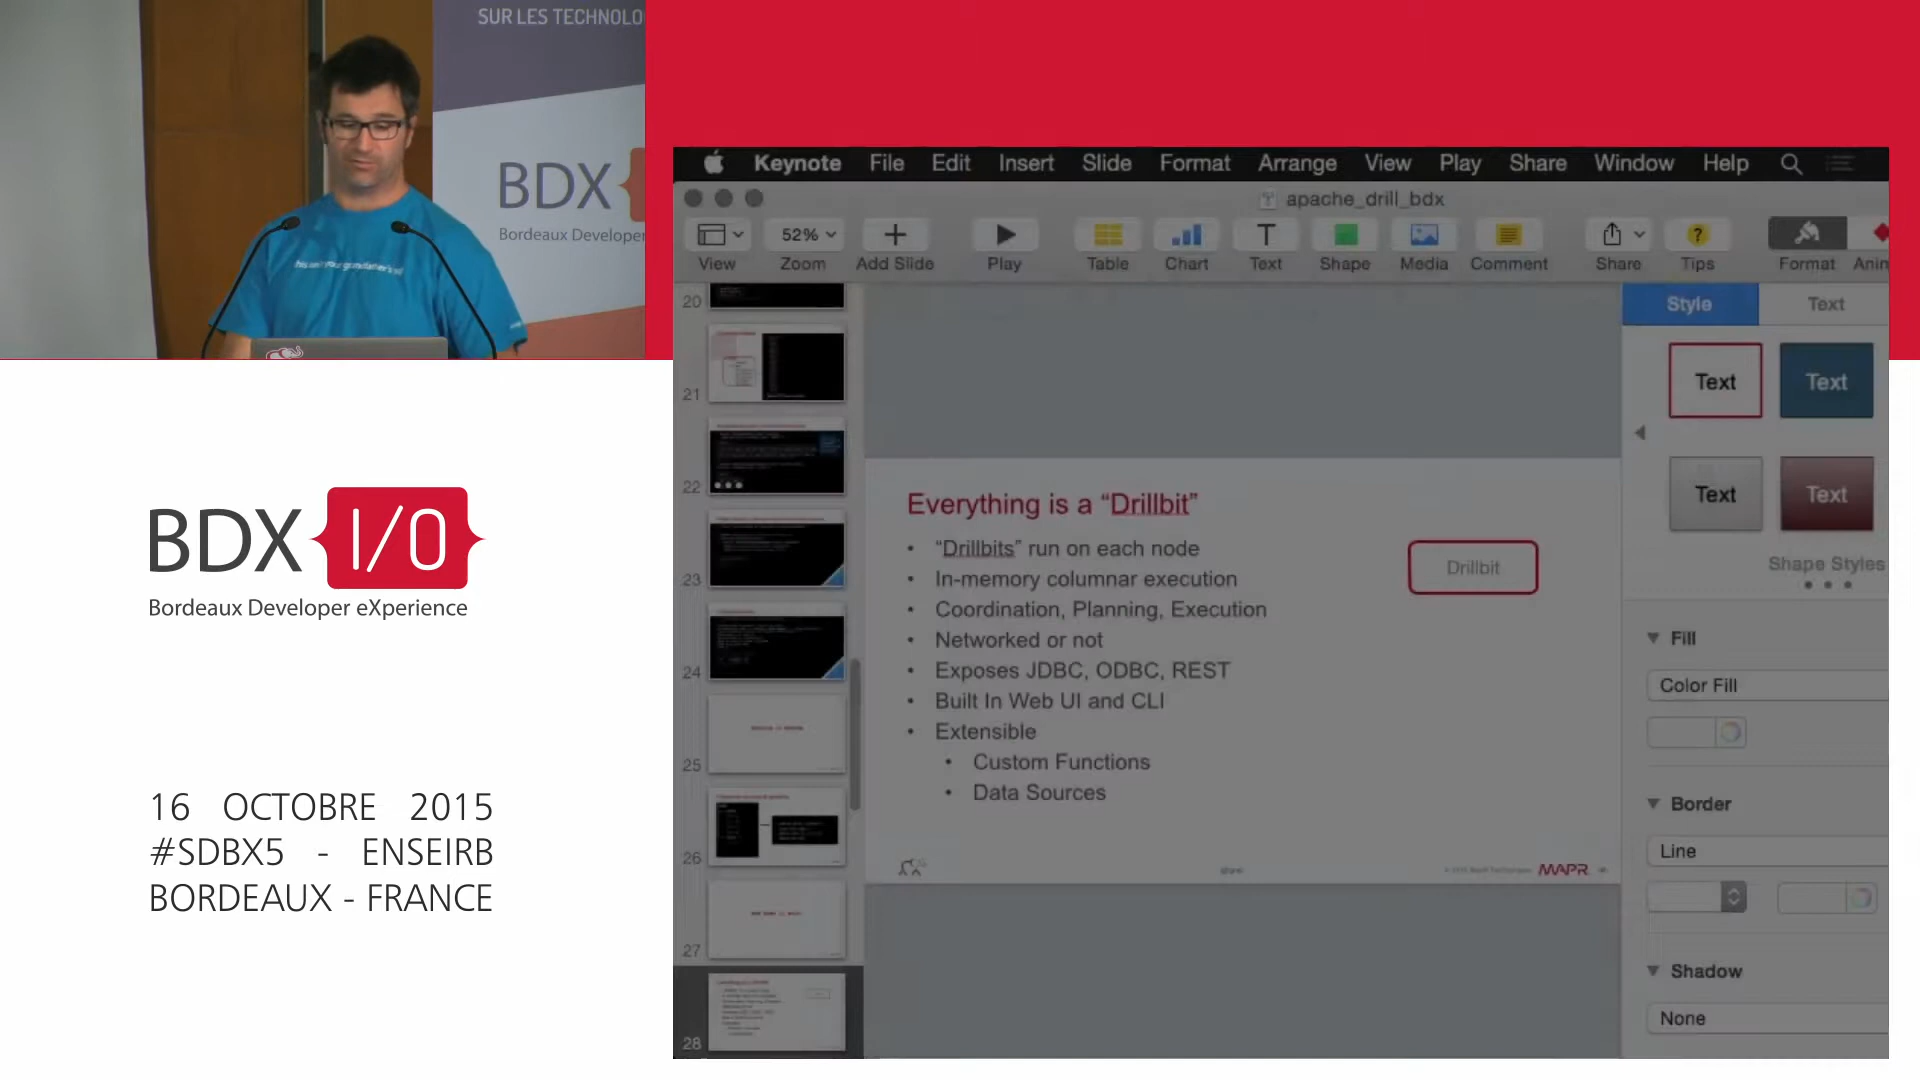 SUR LES TECHNOLO
BDX
Bordeaux Developer
BDX I/O
Bordeaux Developer eXperience
16 OCTOBRE 2015
#SDBX5 - ENSEIRB
BORDEAUX - FRANCE
Keynote File Edit Insert Slide Format Arrange View Play Share Window Help
apache_drill_bdx
52%
View Zoom Add Slide Play Table Chart Text Shape Media Comment Share Tips Format Anim
Style Text
20
21
22
23
24
25
26
27
28
Everything is a “Drillbit”
• “Drillbits” run on each node
• In-memory columnar execution
• Coordination, Planning, Execution
• Networked or not
• Exposes JDBC, ODBC, REST
• Built In Web UI and CLI
• Extensible
• Custom Functions
• Data Sources
Drillbit
MAPR
Text Text
Text Text
Shape Styles
Fill
Color Fill
Border
Line
Shadow
None